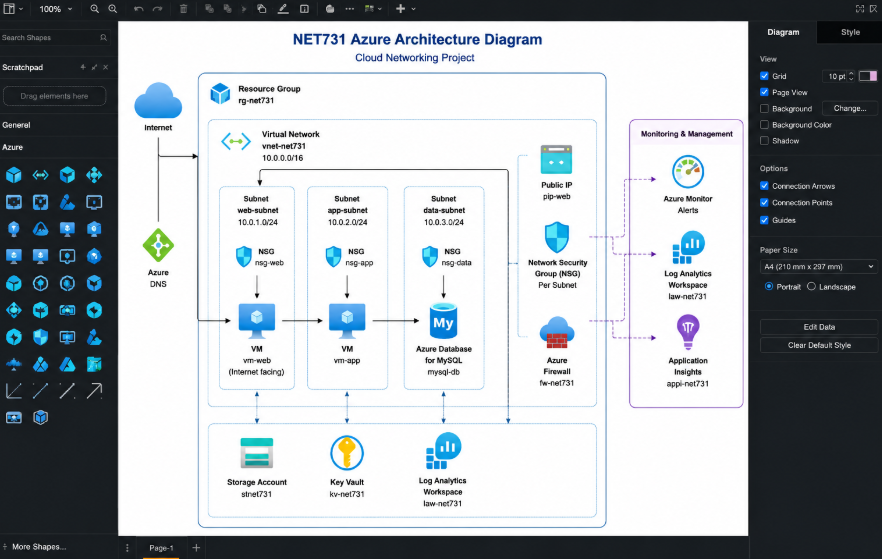 100%
Search Shapes
Scratchpad
Drag elements here
General
Azure
More Shapes...
NET731 Azure Architecture Diagram
Cloud Networking Project
Internet
Azure
DNS
Resource Group
rg-net731
Virtual Network
vnet-net731
10.0.0.0/16
Subnet
web-subnet
10.0.1.0/24
NSG
nsg-web
VM
vm-web
(Internet facing)
Subnet
app-subnet
10.0.2.0/24
NSG
nsg-app
VM
vm-app
Subnet
data-subnet
10.0.3.0/24
NSG
nsg-data
My
Azure Database
for MySQL
mysql-db
Public IP
pip-web
Network Security
Group (NSG)
Per Subnet
Azure
Firewall
fw-net731
Storage Account
stnet731
Key Vault
kv-net731
Log Analytics
Workspace
law-net731
Monitoring & Management
Azure Monitor
Alerts
Log Analytics
Workspace
law-net731
Application
Insights
appi-net731
Page-1
Diagram
Style
View
Grid
10 pt
Page View
Background
Change...
Background Color
Shadow
Options
Connection Arrows
Connection Points
Guides
Paper Size
A4 (210 mm x 297 mm)
Portrait
Landscape
Edit Data
Clear Default Style